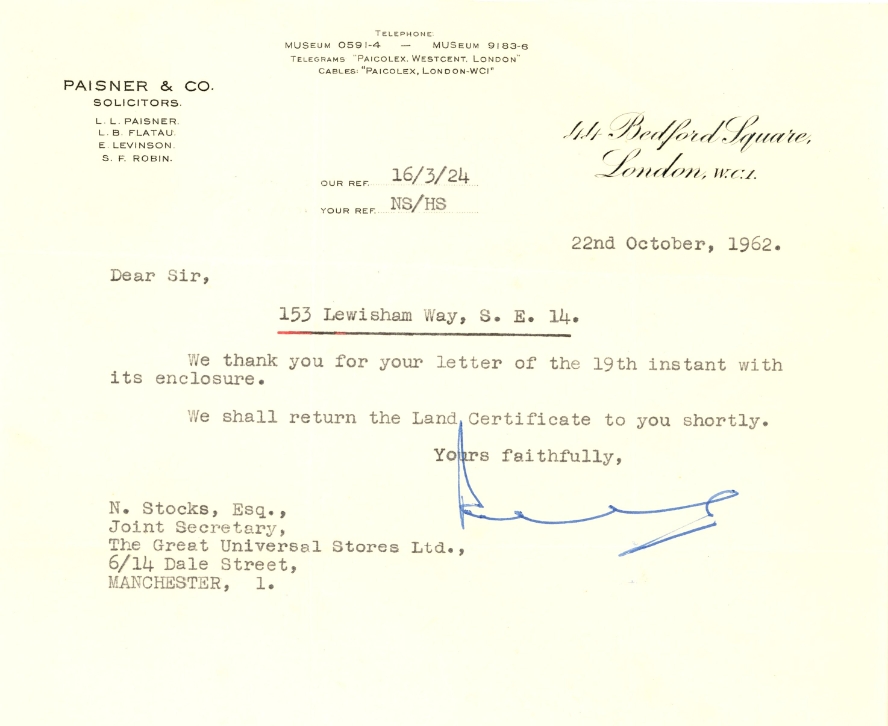 TELEPHONE:
MUSEUM 0591-4 — MUSEUM 9183-6
TELEGRAMS "PAICOLEX, WESTCENT, LONDON"
CABLES: "PAICOLEX, LONDON-WC1"
PAISNER & CO.
SOLICITORS.
L. L. PAISNER.
L. B. FLATAU.
E. LEVINSON.
S. F. ROBIN.
44 Bedford Square,
London, W.C.1.
OUR REF. 16/3/24
YOUR REF. NS/HS
22nd October, 1962.
Dear Sir,
153 Lewisham Way, S. E. 14.
We thank you for your letter of the 19th instant with
its enclosure.
We shall return the Land Certificate to you shortly.
Yours faithfully,
N. Stocks, Esq.,
Joint Secretary,
The Great Universal Stores Ltd.,
6/14 Dale Street,
MANCHESTER, 1.